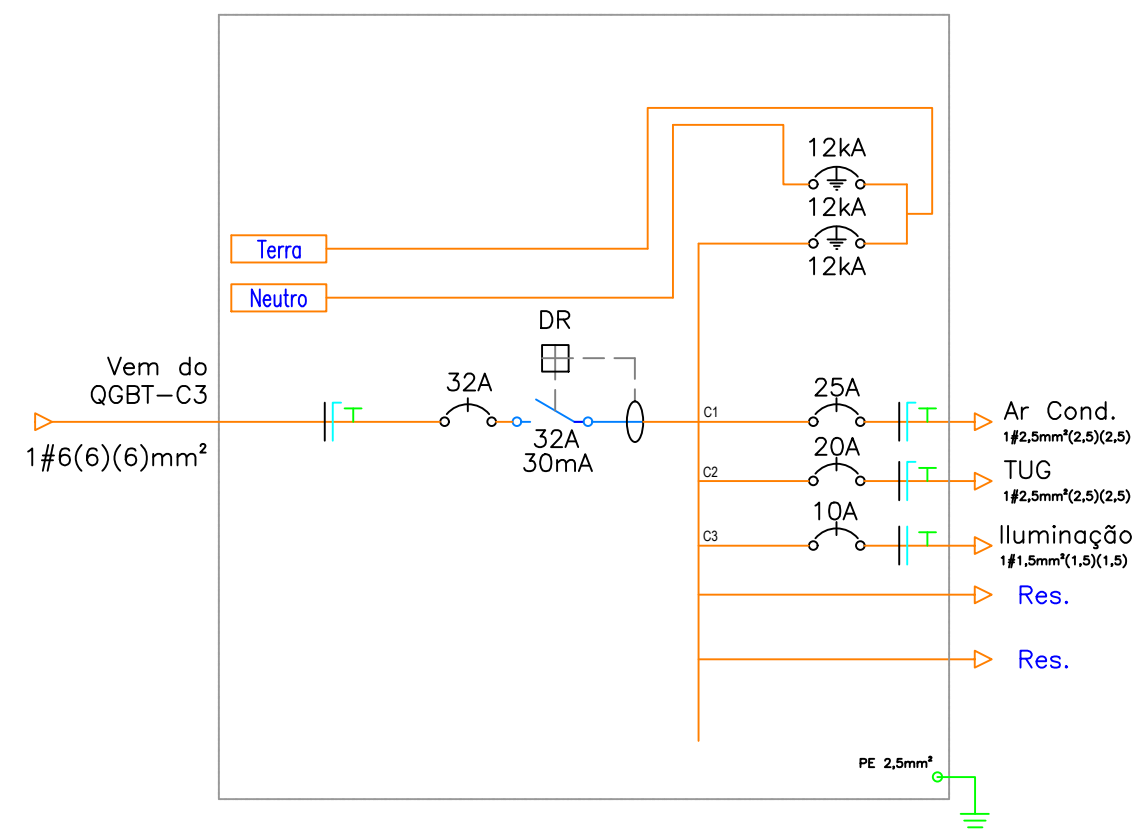 12kA
12kA
12kA
Terra
Neutro
DR
Vem do
QGBT-C3
1#6(6)(6)mm²
32A
32A
30mA
C1
25A
Ar Cond.
1#2,5mm²(2,5)(2,5)
C2
20A
TUG
1#2,5mm²(2,5)(2,5)
C3
10A
Iluminação
1#1,5mm²(1,5)(1,5)
Res.
Res.
PE 2,5mm²